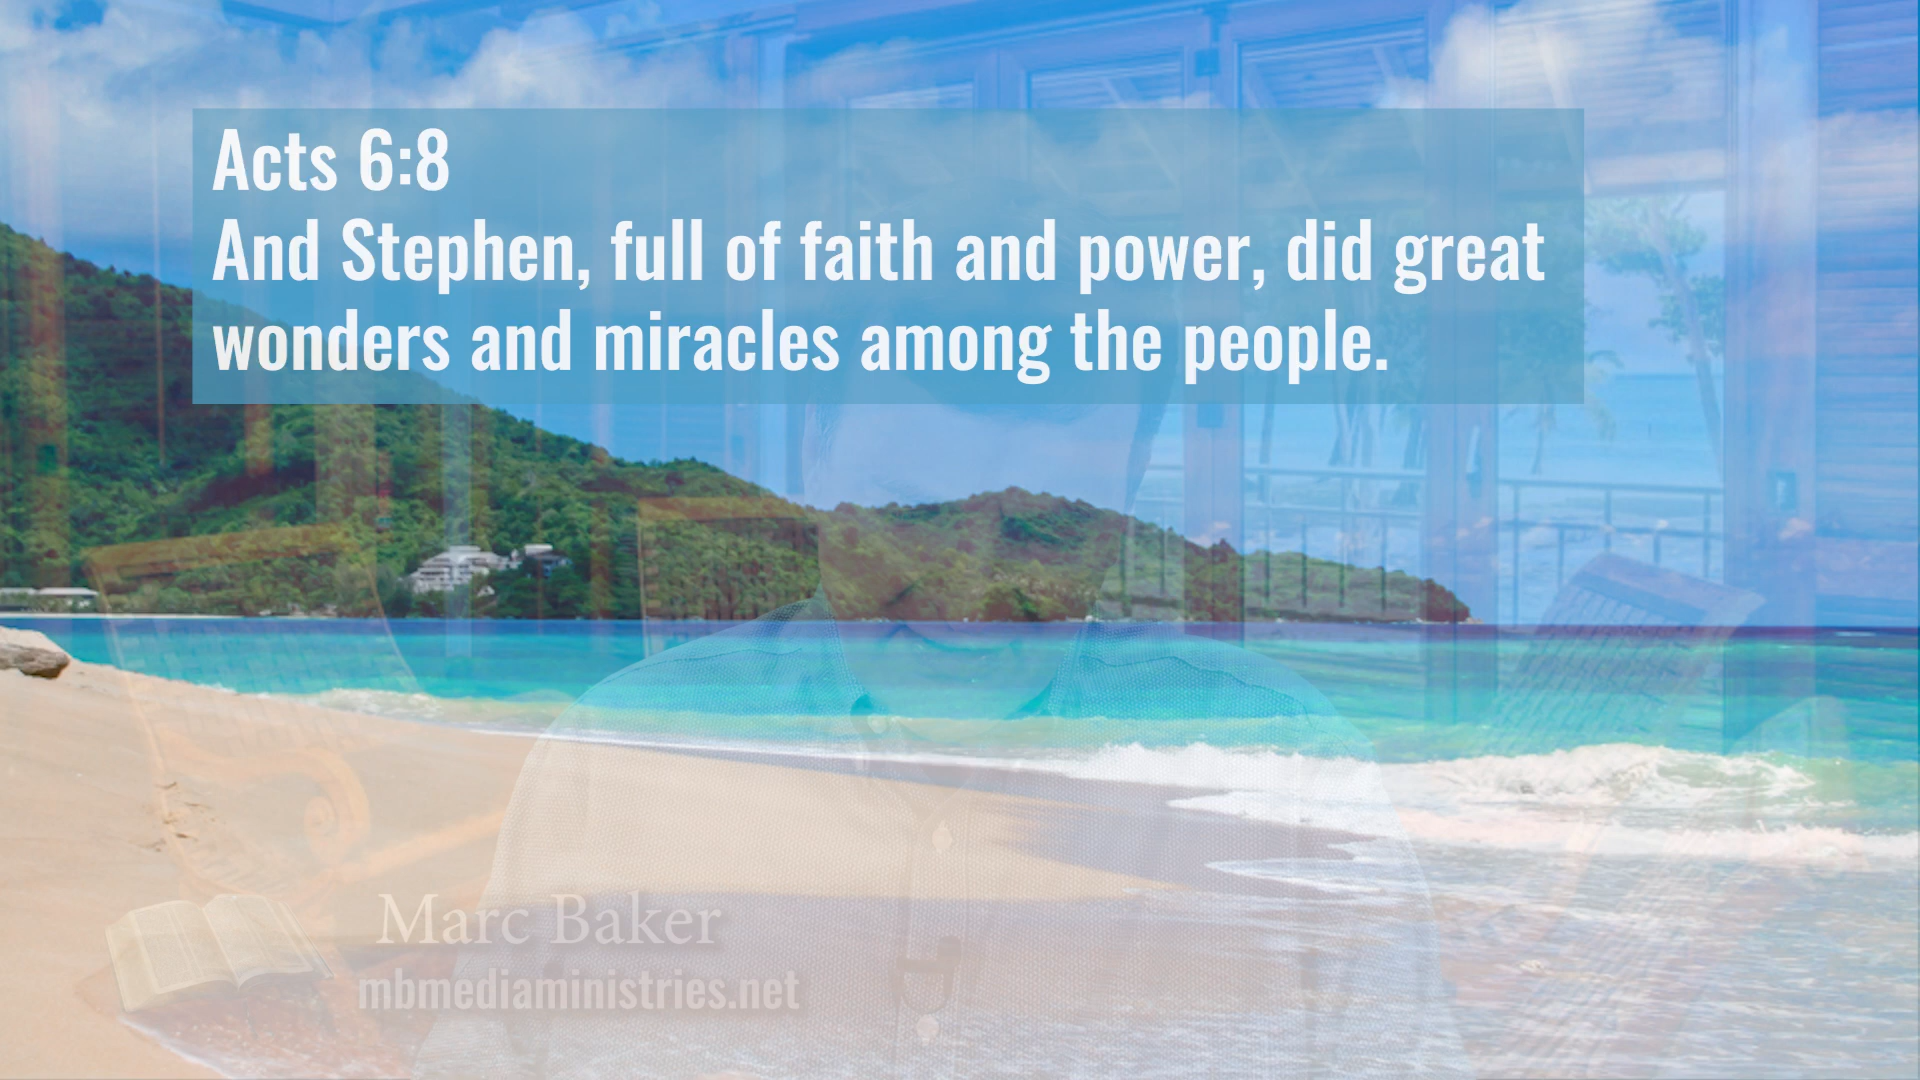 Acts 6:8
And Stephen, full of faith and power, did great
wonders and miracles among the people.
Marc Baker
mbmediaministries.net